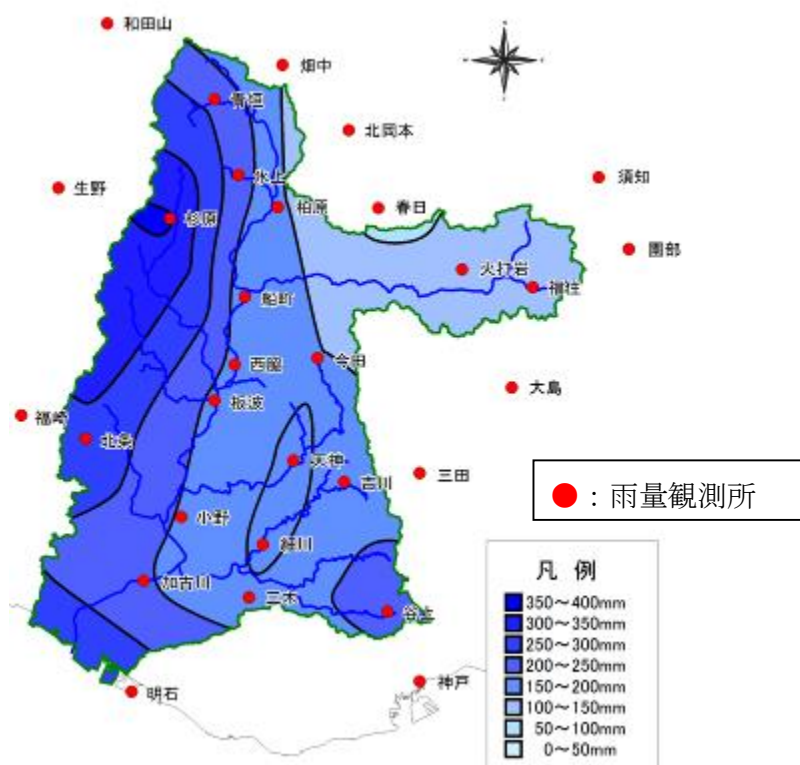 和田山
畑中
青垣
北岡本
氷上
須知
生野
柏原
春日
杉原
園部
火打岩
福住
船町
今田
西脇
大島
板波
福崎
北条
天神
三田
吉川
●：雨量観測所
小野
細川
凡 例
加古川
三木
谷上
350～400mm
300～350mm
250～300mm
200～250mm
150～200mm
100～150mm
50～100mm
0～50mm
神戸
明石